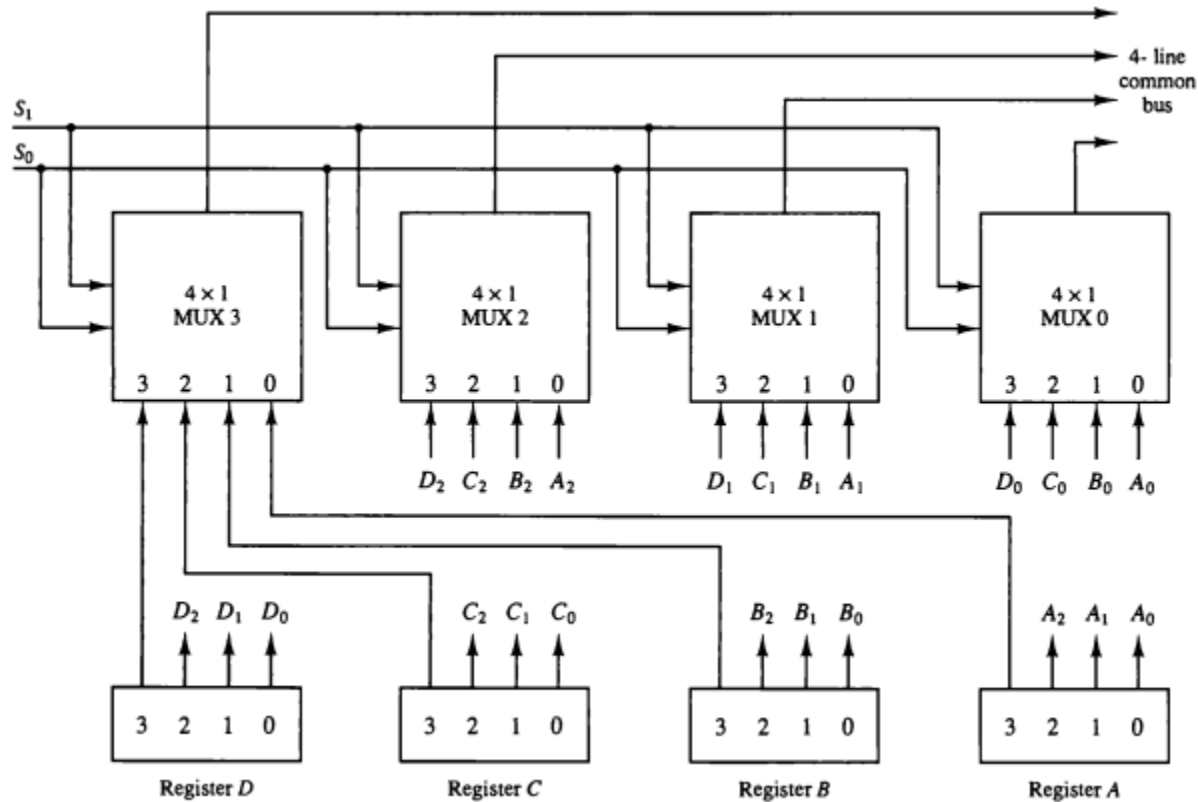 4- line
common
bus
S₁
S₀
4 × 1
MUX 3
3 2 1 0
4 × 1
MUX 2
3 2 1 0
4 × 1
MUX 1
3 2 1 0
4 × 1
MUX 0
3 2 1 0
D₂ C₂ B₂ A₂
D₁ C₁ B₁ A₁
D₀ C₀ B₀ A₀
D₂ D₁ D₀
C₂ C₁ C₀
B₂ B₁ B₀
A₂ A₁ A₀
3 2 1 0
3 2 1 0
3 2 1 0
3 2 1 0
Register D
Register C
Register B
Register A